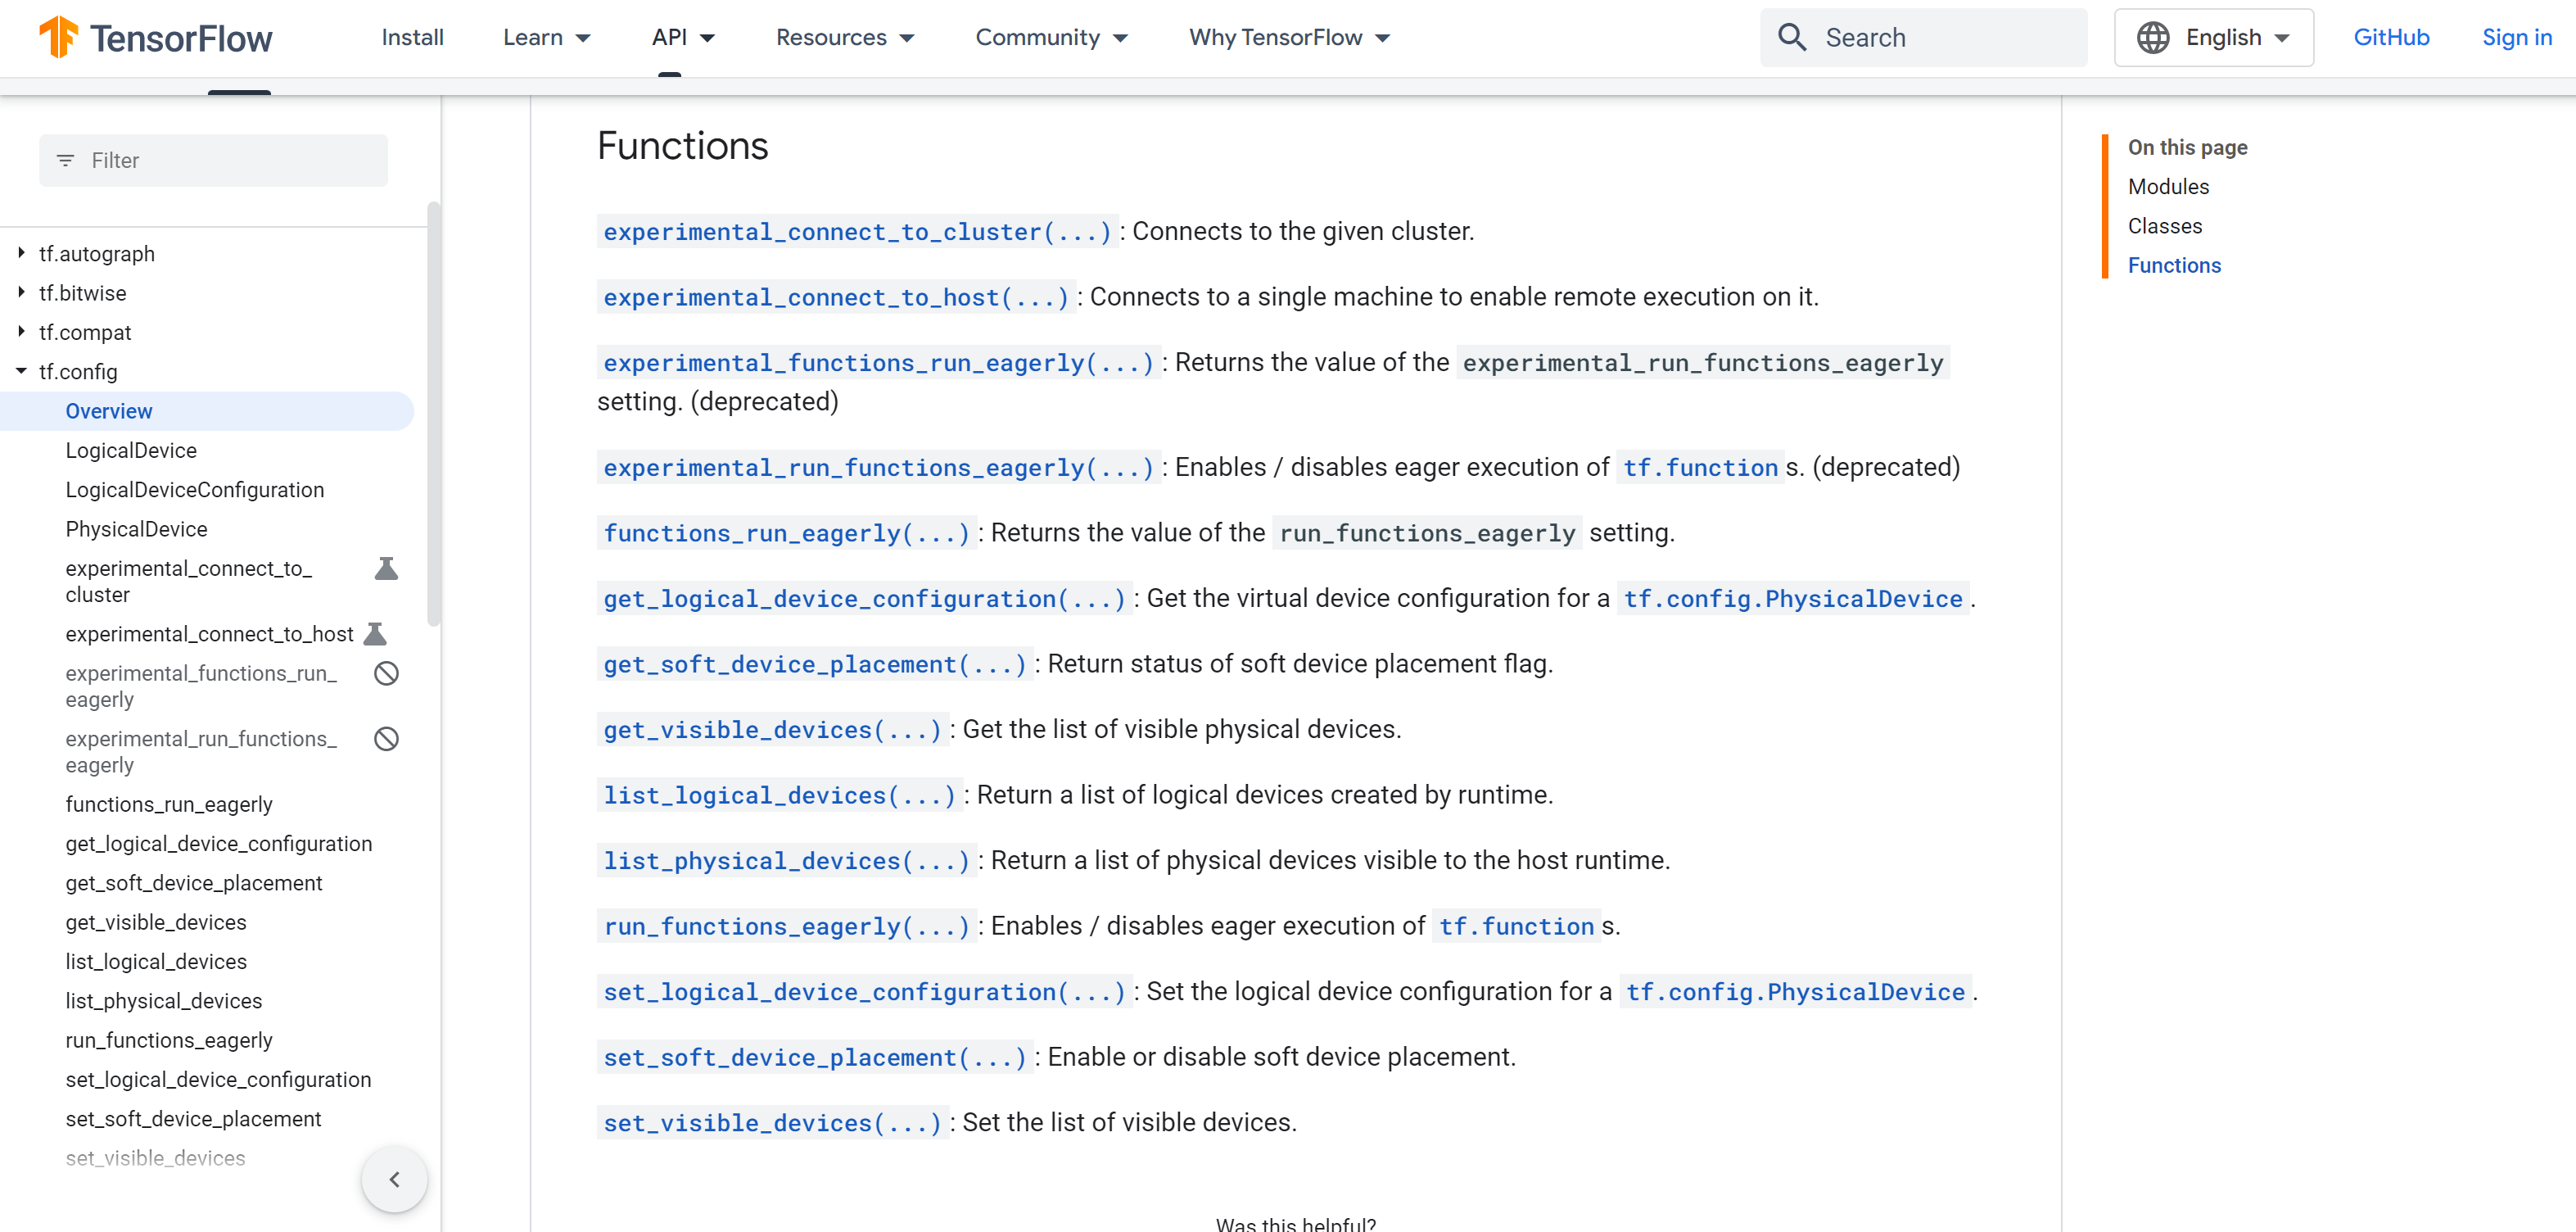 TensorFlow
Install
Learn
API
Resources
Community
Why TensorFlow
Search
English
GitHub
Sign in
Filter
tf.autograph
tf.bitwise
tf.compat
tf.config
Overview
LogicalDevice
LogicalDeviceConfiguration
PhysicalDevice
experimental_connect_to_
cluster
experimental_connect_to_host
experimental_functions_run_
eagerly
experimental_run_functions_
eagerly
functions_run_eagerly
get_logical_device_configuration
get_soft_device_placement
get_visible_devices
list_logical_devices
list_physical_devices
run_functions_eagerly
set_logical_device_configuration
set_soft_device_placement
set_visible_devices
Functions
experimental_connect_to_cluster(...): Connects to the given cluster.
experimental_connect_to_host(...): Connects to a single machine to enable remote execution on it.
experimental_functions_run_eagerly(...): Returns the value of the experimental_run_functions_eagerly
setting. (deprecated)
experimental_run_functions_eagerly(...): Enables / disables eager execution of tf.functions. (deprecated)
functions_run_eagerly(...): Returns the value of the run_functions_eagerly setting.
get_logical_device_configuration(...): Get the virtual device configuration for a tf.config.PhysicalDevice.
get_soft_device_placement(...): Return status of soft device placement flag.
get_visible_devices(...): Get the list of visible physical devices.
list_logical_devices(...): Return a list of logical devices created by runtime.
list_physical_devices(...): Return a list of physical devices visible to the host runtime.
run_functions_eagerly(...): Enables / disables eager execution of tf.functions.
set_logical_device_configuration(...): Set the logical device configuration for a tf.config.PhysicalDevice.
set_soft_device_placement(...): Enable or disable soft device placement.
set_visible_devices(...): Set the list of visible devices.
Was this helpful?
On this page
Modules
Classes
Functions